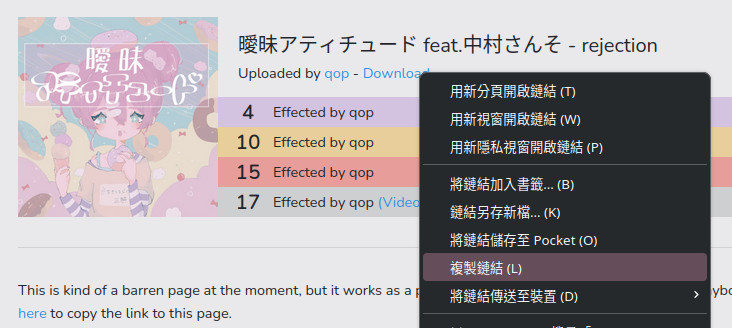 曖昧アティチュード feat.中村さんそ - rejection
曖昧
Uploaded by qop - Download
4 Effected by qop
10 Effected by qop
15 Effected by qop
17 Effected by qop (Video
用新分頁開啟鏈結 (T)
用新視窗開啟鏈結 (W)
用新隱私視窗開啟鏈結 (P)
將鏈結加入書籤… (B)
鏈結另存新檔… (K)
將鏈結儲存至 Pocket (O)
複製鏈結 (L)
將鏈結傳送至裝置 (D)
This is kind of a barren page at the moment, but it works as a
here to copy the link to this page.